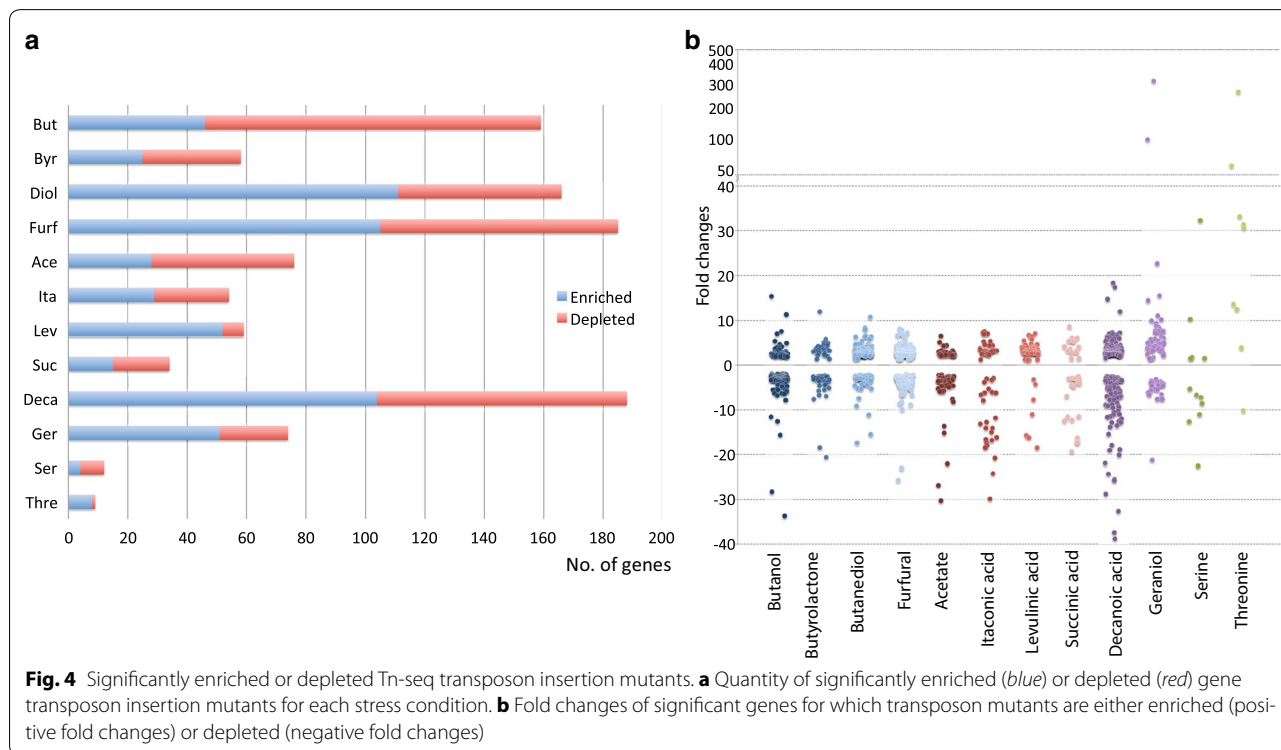 a
But
Byr
Diol
Furf
Ace
Ita
Lev
Suc
Deca
Ger
Ser
Thre
Enriched
Depleted
0 20 40 60 80 100 120 140 160 180 200
No. of genes
b
500
400
300
200
100
50
40
30
20
10
0
-10
-20
-30
-40
Fold changes
Butanol
Butyrolactone
Butanediol
Furfural
Acetate
Itaconic acid
Levulinic acid
Succinic acid
Decanoic acid
Geraniol
Serine
Threonine
Fig. 4 Significantly enriched or depleted Tn-seq transposon insertion mutants. a Quantity of significantly enriched (blue) or depleted (red) gene
transposon insertion mutants for each stress condition. b Fold changes of significant genes for which transposon mutants are either enriched (posi-
tive fold changes) or depleted (negative fold changes)